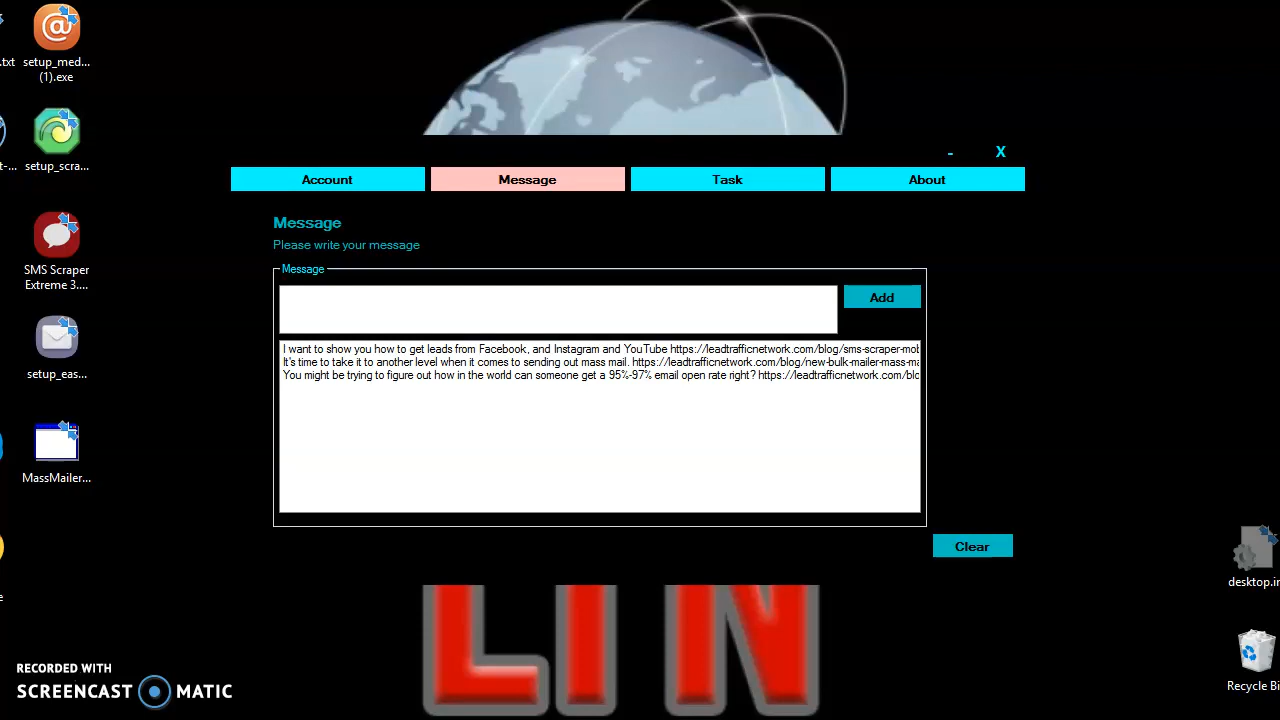 .txt
setup_med...
(1).exe
t-...
setup_scra...
SMS Scraper
Extreme 3....
setup_eas...
MassMailer...
e
-
X
Account
Message
Task
About
Message
Please write your message
Message
Add
I want to show you how to get leads from Facebook, and Instagram and YouTube https://leadtrafficnetwork.com/blog/sms-scraper-mob
It's time to take it to another level when it comes to sending out mass mail. https://leadtrafficnetwork.com/blog/new-bulk-mailer-mass-ma
You might be trying to figure out how in the world can someone get a 95%-97% email open rate right? https://leadtrafficnetwork.com/blo
Clear
desktop.in
Recycle Bi
RECORDED WITH
SCREENCAST MATIC